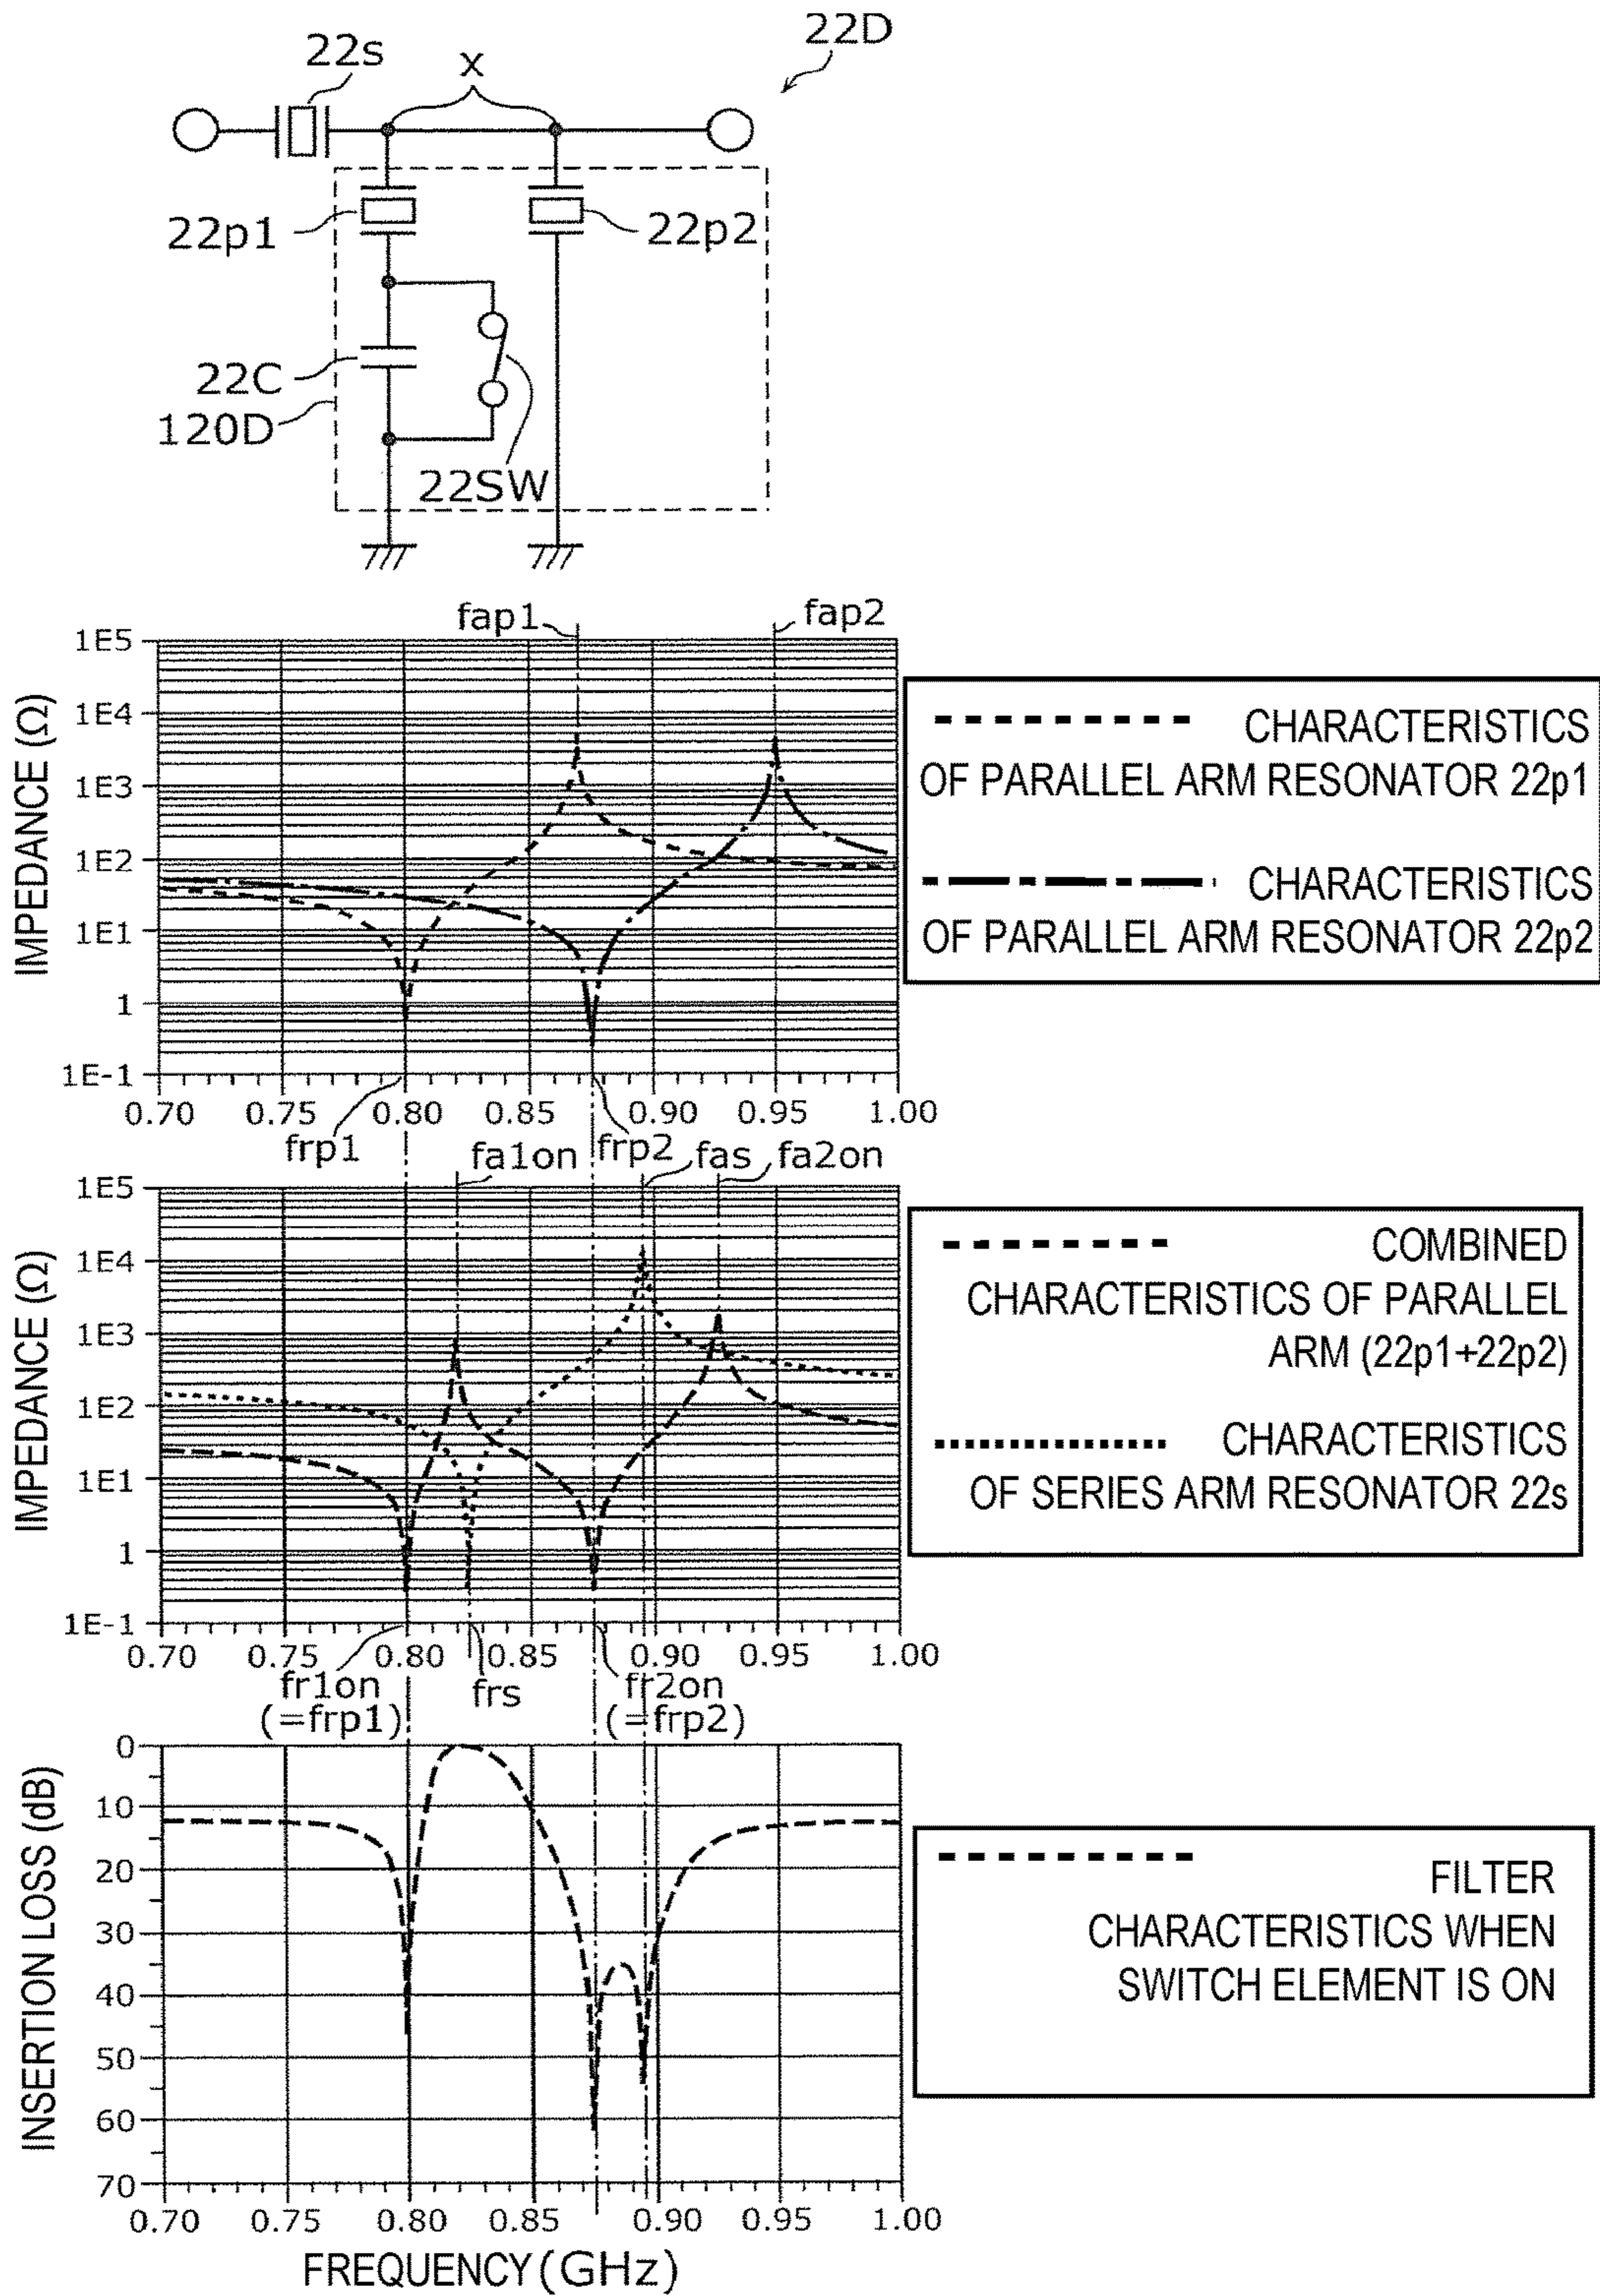 22D
22s
x
22p1
22p2
22C
120D
22SW
fap1
fap2
IMPEDANCE (Ω)
1E5
1E4
1E3
1E2
1E1
1
1E-1
0.70 0.75 0.80 0.85 0.90 0.95 1.00
frp1
frp2
CHARACTERISTICS
OF PARALLEL ARM RESONATOR 22p1
CHARACTERISTICS
OF PARALLEL ARM RESONATOR 22p2
fa1on
fas
fa2on
IMPEDANCE (Ω)
1E5
1E4
1E3
1E2
1E1
1
1E-1
0.70 0.75 0.80 0.85 0.90 0.95 1.00
fr1on
(=frp1)
frs
fr2on
(=frp2)
COMBINED
CHARACTERISTICS OF PARALLEL
ARM (22p1+22p2)
CHARACTERISTICS
OF SERIES ARM RESONATOR 22s
INSERTION LOSS (dB)
0
10
20
30
40
50
60
70
0.70 0.75 0.80 0.85 0.90 0.95 1.00
FREQUENCY (GHz)
FILTER
CHARACTERISTICS WHEN
SWITCH ELEMENT IS ON